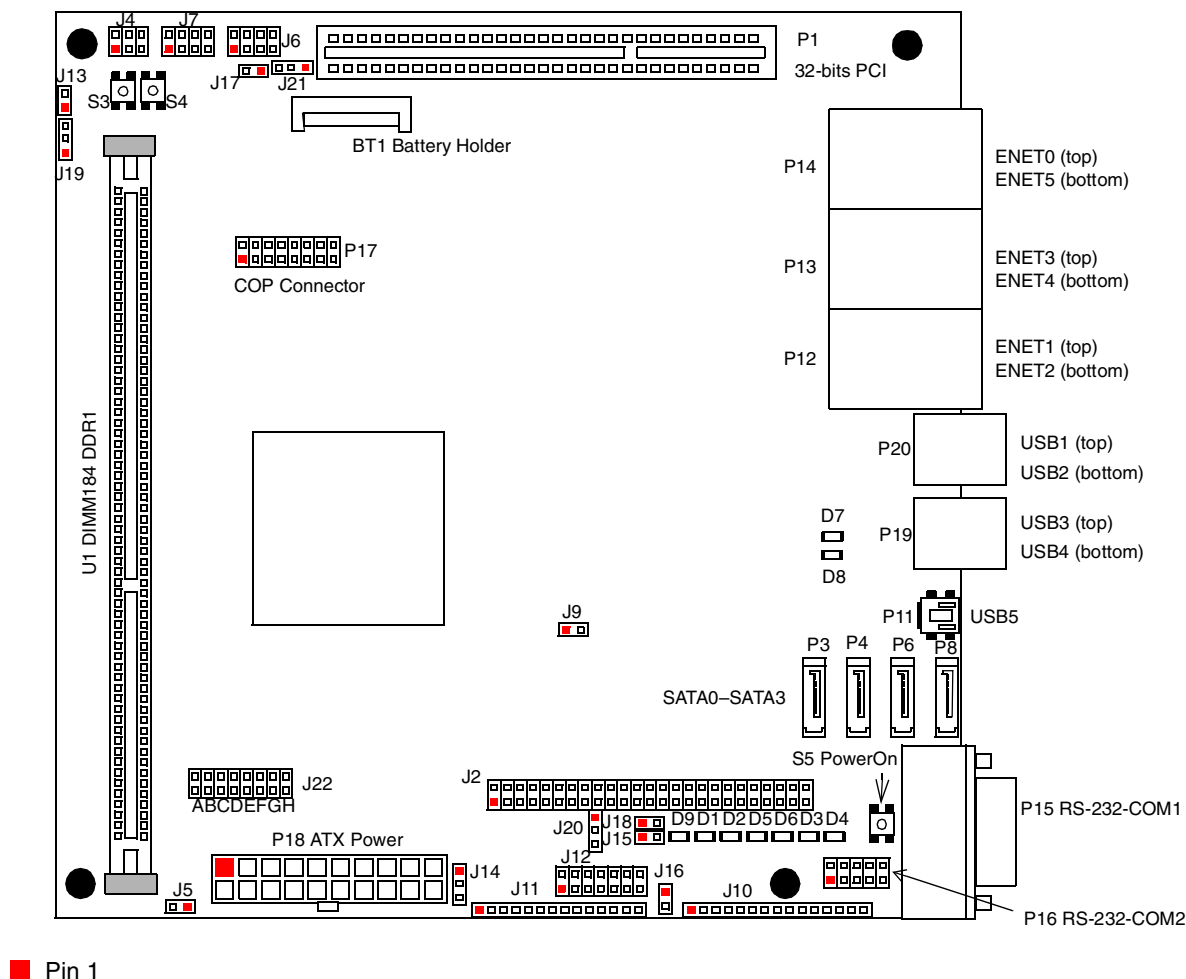 J4
J7
J6
P1
32-bits PCI
J13
S3
S4
J17
J21
BT1 Battery Holder
J19
P14
ENET0 (top)
ENET5 (bottom)
P17
COP Connector
P13
ENET3 (top)
ENET4 (bottom)
P12
ENET1 (top)
ENET2 (bottom)
U1 DIMM184 DDR1
P20
USB1 (top)
USB2 (bottom)
D7
P19
USB3 (top)
USB4 (bottom)
D8
J9
P11
USB5
P3
P4
P6
P8
SATA0–SATA3
S5 PowerOn
J22
ABCDEFGH
J2
P15 RS-232-COM1
J20
J18
J15
D9
D1
D2
D5
D6
D3
D4
P18 ATX Power
J14
J12
J16
J5
J11
J10
P16 RS-232-COM2
Pin 1